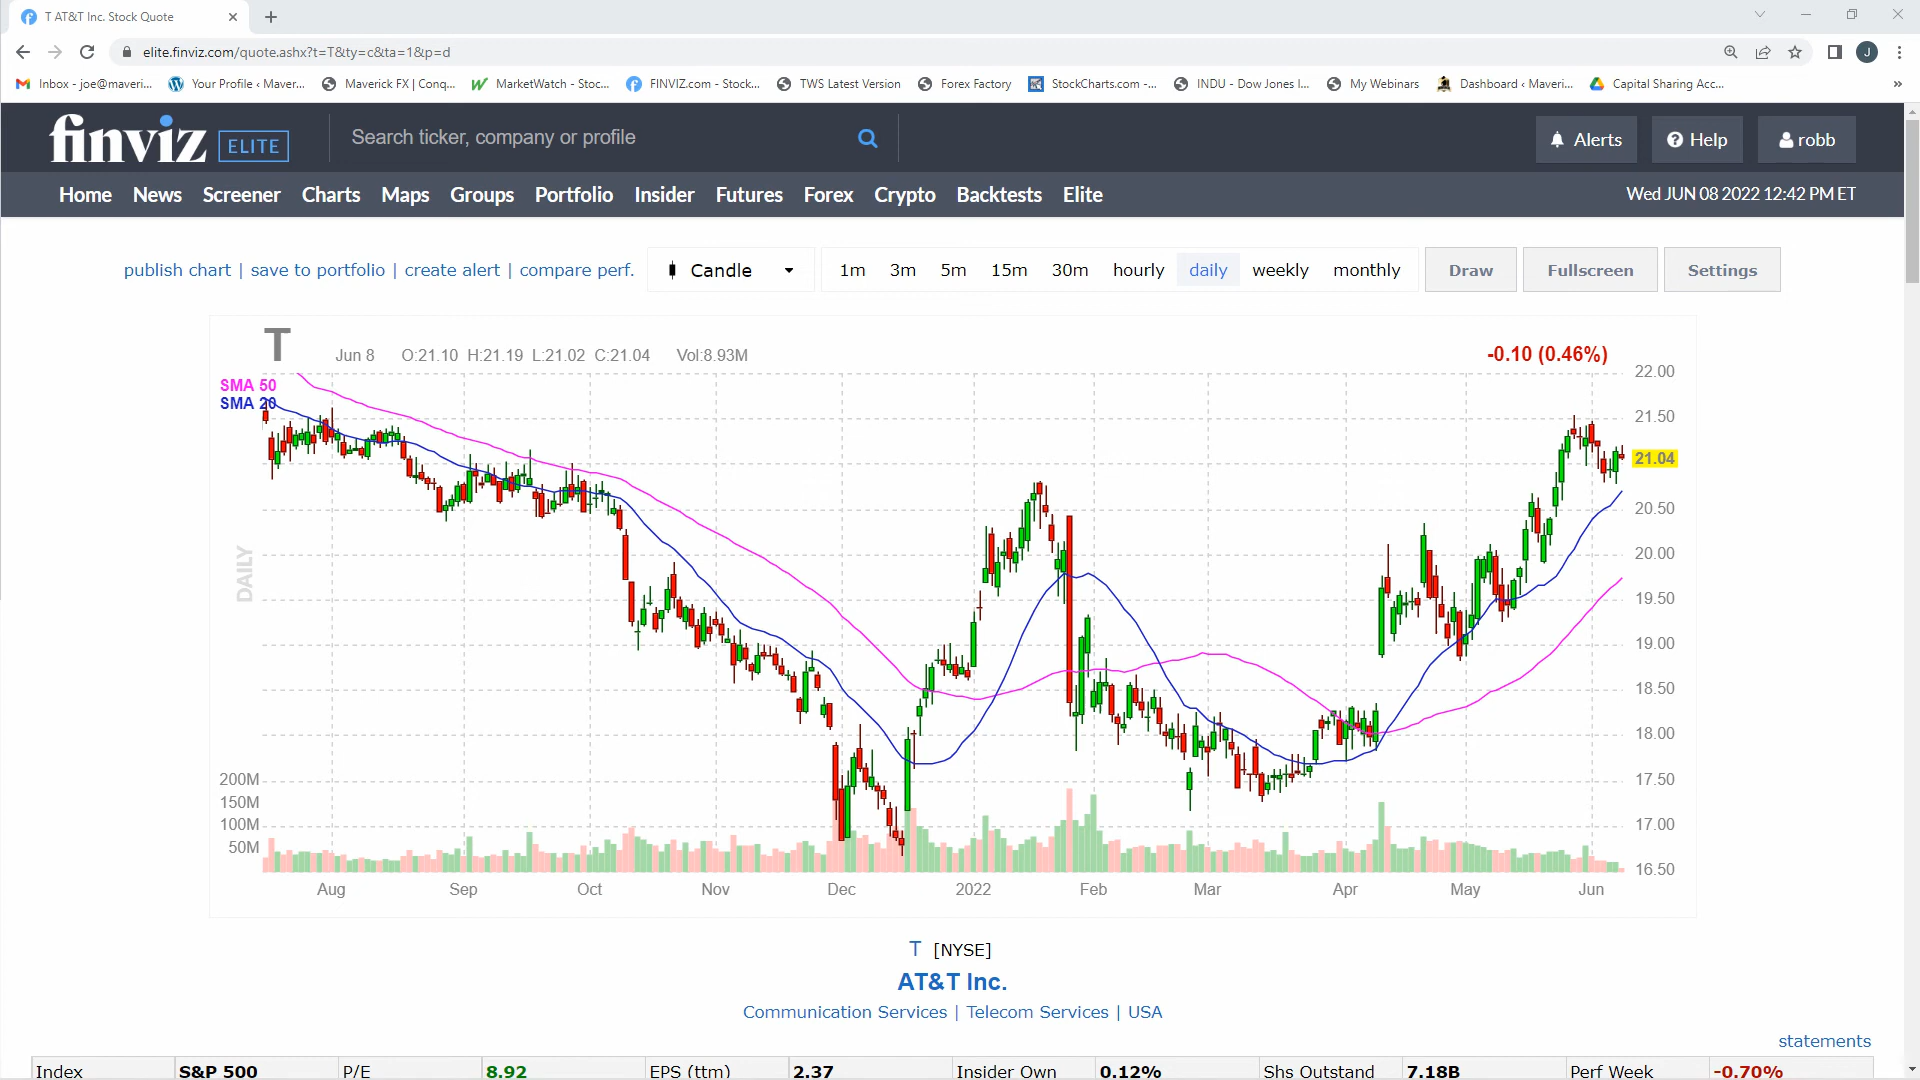 T AT&T Inc. Stock Quote
elite.finviz.com/quote.ashx?t=T&ty=c&ta=1&p=d
J
Inbox - joe@maveri... Your Profile ‹ Maver... Maverick FX | Conq... MarketWatch - Stoc... FINVIZ.com - Stock... TWS Latest Version Forex Factory StockCharts.com -... INDU - Dow Jones I... My Webinars Dashboard ‹ Maveri... Capital Sharing Acc... »
finviz ELITE Search ticker, company or profile Alerts Help robb
Home News Screener Charts Maps Groups Portfolio Insider Futures Forex Crypto Backtests Elite Wed JUN 08 2022 12:42 PM ET
publish chart | save to portfolio | create alert | compare perf. Candle 1m 3m 5m 15m 30m hourly daily weekly monthly Draw Fullscreen Settings
T Jun 8 O:21.10 H:21.19 L:21.02 C:21.04 Vol:8.93M -0.10 (0.46%)
SMA 50
SMA 20
DAILY
22.00
21.50
21.04
20.50
20.00
19.50
19.00
18.50
18.00
17.50
17.00
16.50
200M
150M
100M
50M
Aug Sep Oct Nov Dec 2022 Feb Mar Apr May Jun
T [NYSE]
AT&T Inc.
Communication Services | Telecom Services | USA
statements
Index S&P 500 P/E 8.92 EPS (ttm) 2.37 Insider Own 0.12% Shs Outstand 7.18B Perf Week -0.70%